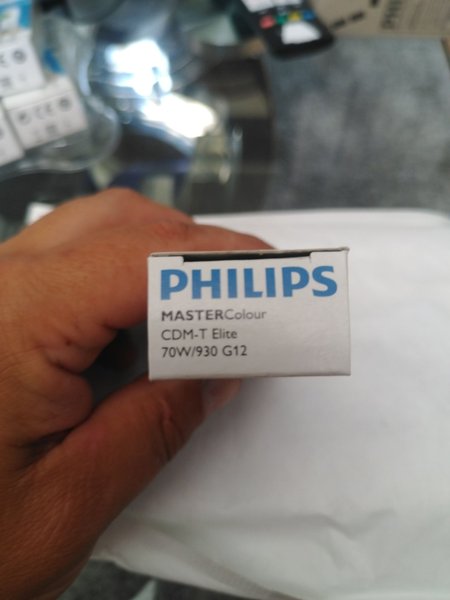 PHILIPS
MASTERColour
CDM-T Elite
70W/930 G12